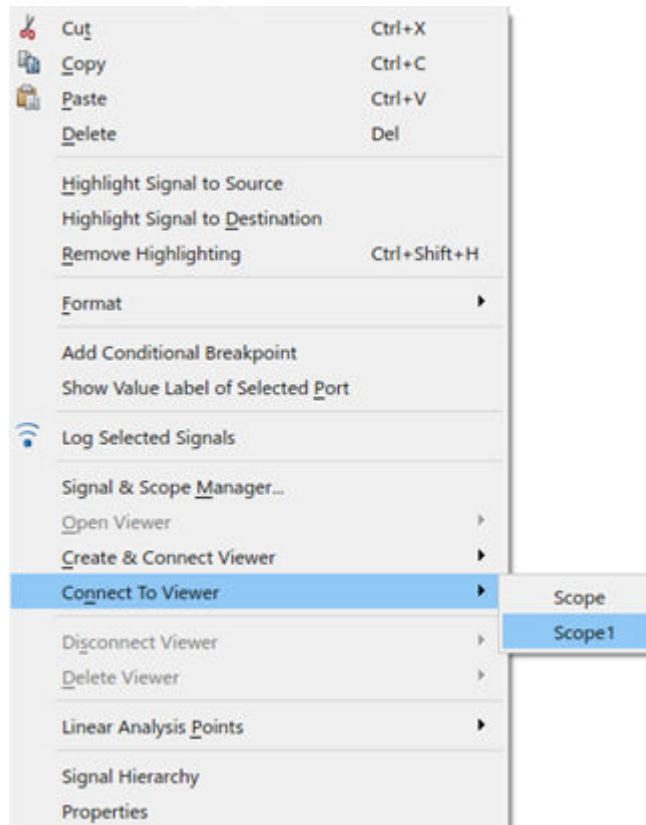 Cut Ctrl+X
Copy Ctrl+C
Paste Ctrl+V
Delete Del
Highlight Signal to Source
Highlight Signal to Destination
Remove Highlighting Ctrl+Shift+H
Format
Add Conditional Breakpoint
Show Value Label of Selected Port
Log Selected Signals
Signal & Scope Manager...
Open Viewer
Create & Connect Viewer
Connect To Viewer
Scope
Scope1
Disconnect Viewer
Delete Viewer
Linear Analysis Points
Signal Hierarchy
Properties